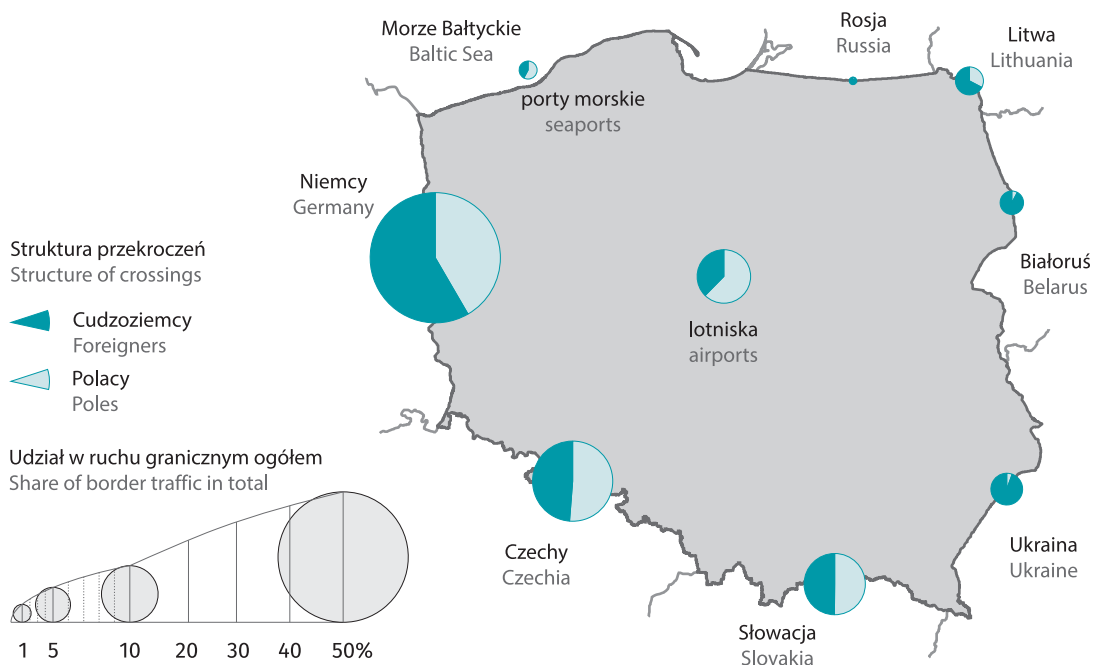 Morze Bałtyckie
Baltic Sea
porty morskie
seaports
Rosja
Russia
Litwa
Lithuania
Niemcy
Germany
Struktura przekroczeń
Structure of crossings
Cudzoziemcy
Foreigners
Polacy
Poles
Białoruś
Belarus
lotniska
airports
Udział w ruchu granicznym ogółem
Share of border traffic in total
1 5 10 20 30 40 50%
Czechy
Czechia
Słowacja
Slovakia
Ukraina
Ukraine